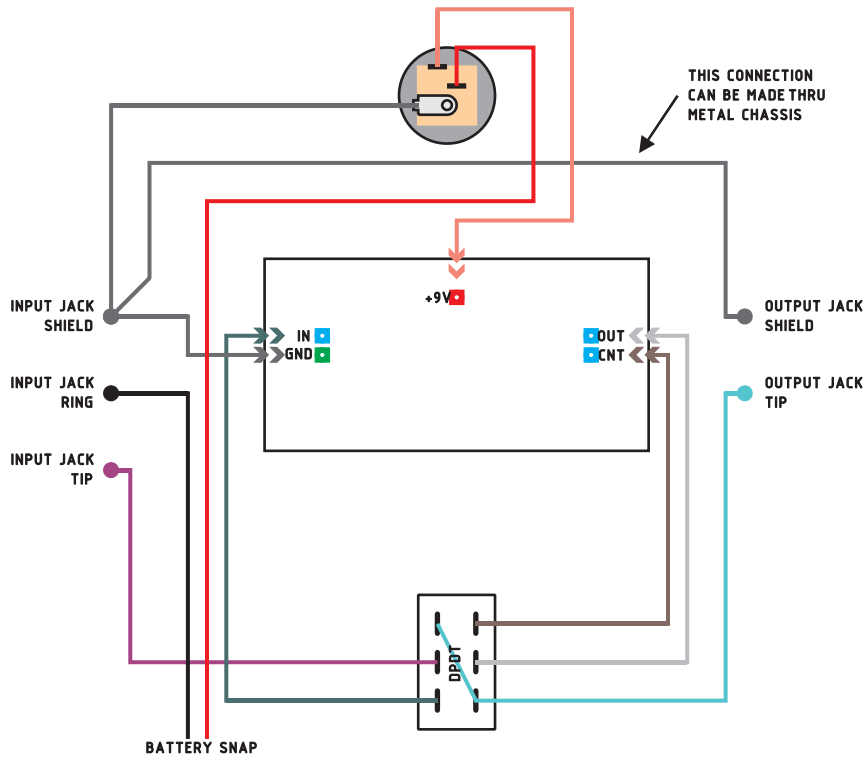 THIS CONNECTION
CAN BE MADE THRU
METAL CHASSIS
INPUT JACK
SHIELD
OUTPUT JACK
SHIELD
+9V
IN
GND
OUT
CNT
INPUT JACK
RING
OUTPUT JACK
TIP
INPUT JACK
TIP
DPDT
BATTERY SNAP